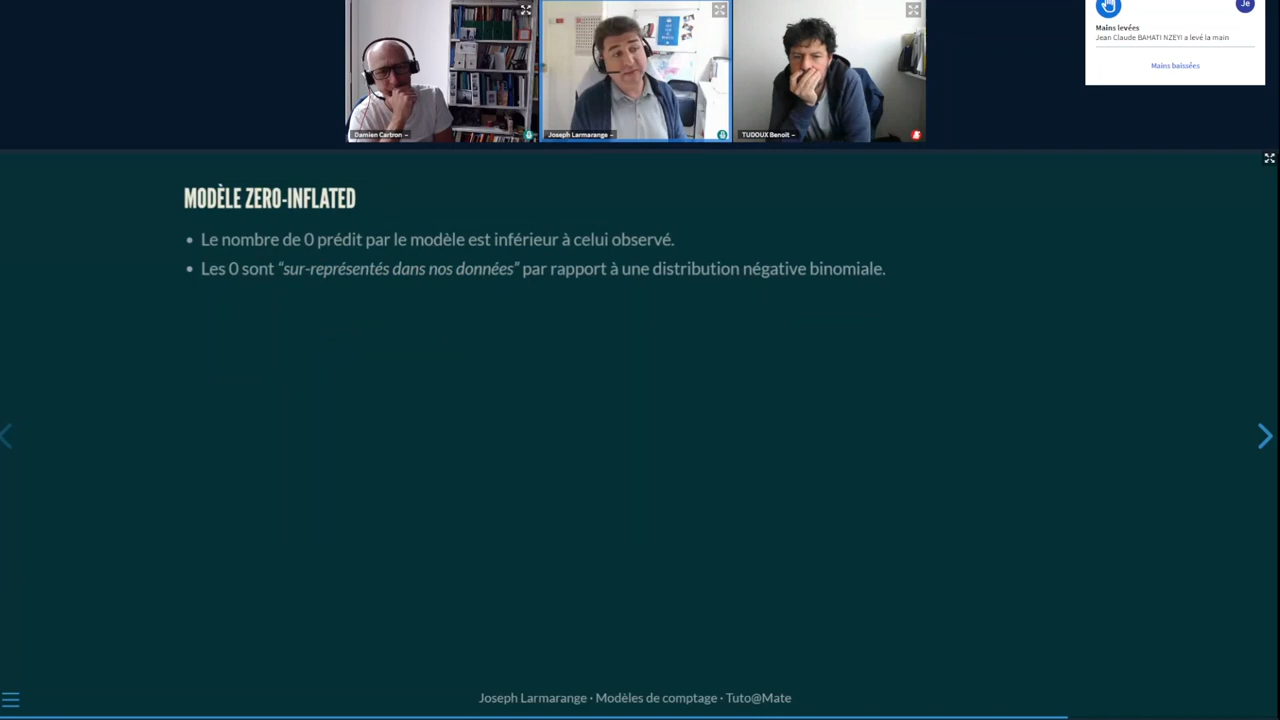 Je
Mains levées
Jean Claude BAHATI NZEYI a levé la main
Mains baissées
Damien Cartron –
Joseph Larmarange –
TUDOUX Benoit –
MODÈLE ZERO-INFLATED
• Le nombre de 0 prédit par le modèle est inférieur à celui observé.
• Les 0 sont “sur-représentés dans nos données” par rapport à une distribution négative binomiale.
Joseph Larmarange · Modèles de comptage · Tuto@Mate